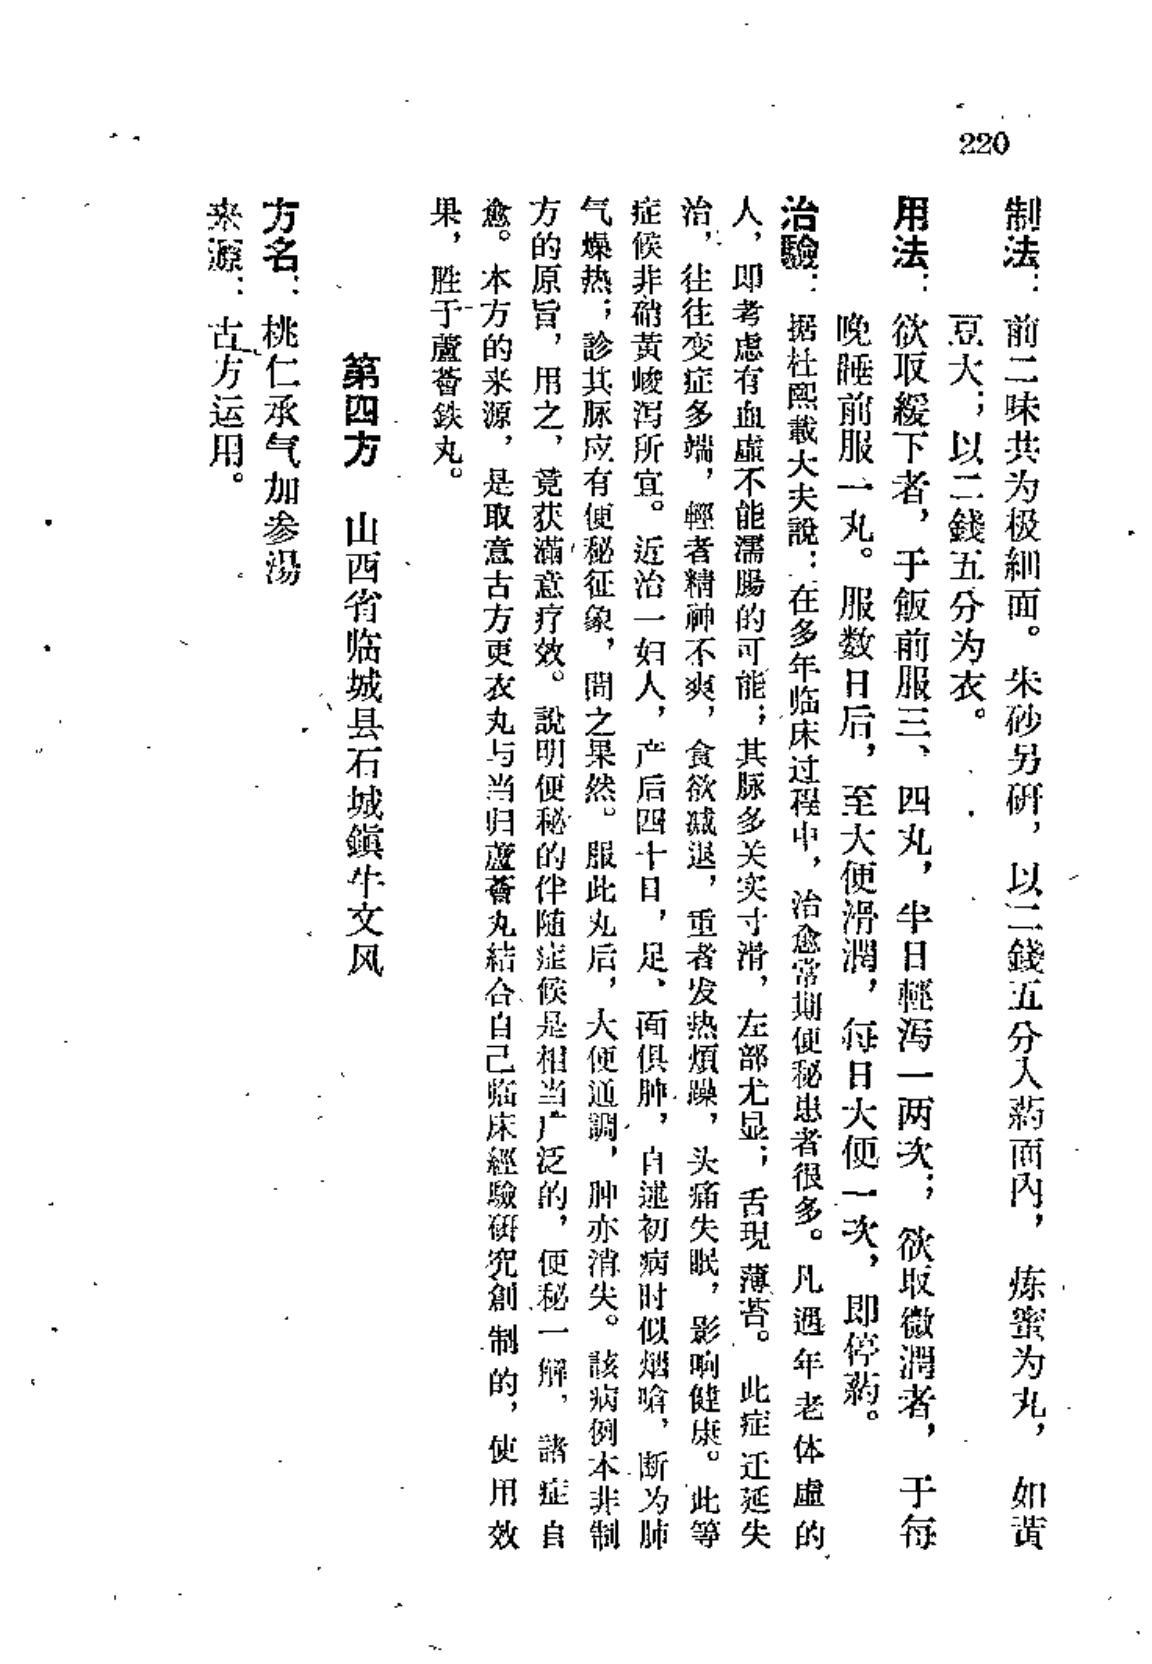 220
制法：前二味共为极細面。朱砂另研，以二錢五分入葯面內，炼蜜为丸，如黄
豆大；以二錢五分为衣。
用法：欲取緩下者，于飯前服三、四丸，半日輕泻一两次；欲取微潤者，于每
晚睡前服一丸。服数日后，至大便滑潤，每日大便一次，即停葯。
治驗：据杜熙載大夫說：在多年临床过程中，治愈常期便秘患者很多。凡遇年老体虛的
人，即考虑有血虛不能濡腸的可能；其脉多关实寸滑，左部尤显；舌現薄苔。此症迁延失
治，往往变症多端，輕者精神不爽，食欲减退，重者发热煩躁，头痛失眠，影响健康。此等
症候非硝黃峻泻所宜。近治一妇人，产后四十日，足、面俱肿，自述初病时似烟嗆，断为肺
气燥热；診其脉应有便秘征象，問之果然。服此丸后，大便通調，肿亦消失。該病例本非制
方的原旨，用之，竟获滿意疗效。說明便秘的伴随症候是相当广泛的，便秘一解，諸症自
愈。本方的来源，是取意古方更衣丸与当归蘆薈丸結合自己临床經驗研究創制的，使用效
果，胜于蘆薈鉄丸。
第四方　山西省临城县石城鎭牛文风
方名：桃仁承气加参湯
来源：古方运用。